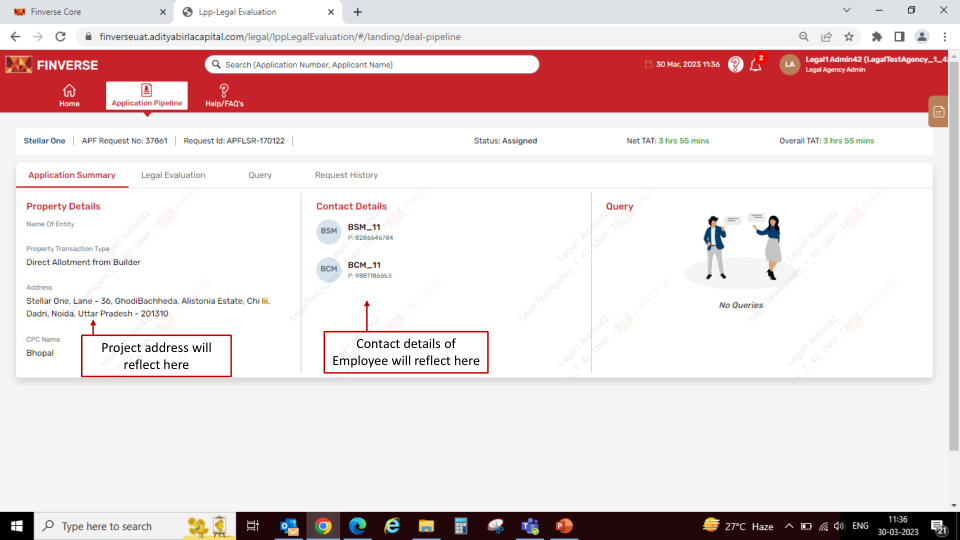 Finverse Core
Lpp-Legal Evaluation
finverseuat.adityabirlacapital.com/legal/lppLegalEvaluation/#/landing/deal-pipeline
FINVERSE
Search (Application Number, Applicant Name)
30 Mar, 2023 11:36
2
LA
Legal1 Admin42 (LegalTestAgency_1_42
Legal Agency Admin
Home
Application Pipeline
Help/FAQ's
Stellar One
APF Request No: 37861
Request Id: APFLSR-170122
Status: Assigned
Net TAT: 3 hrs 55 mins
Overall TAT: 3 hrs 55 mins
Application Summary
Legal Evaluation
Query
Request History
Property Details
Name Of Entity
Property Transaction Type
Direct Allotment from Builder
Address
Stellar One, Lane - 36, GhodiBachheda, Alistonia Estate, Chi Iii,
Dadri, Noida, Uttar Pradesh - 201310
CPC Name
Bhopal
Project address will
reflect here
Contact Details
BSM
BSM_11
P: 8286646784
BCM
BCM_11
P: 9881186653
Contact details of
Employee will reflect here
Query
No Queries
Type here to search
27°C Haze
ENG
11:36
30-03-2023
21